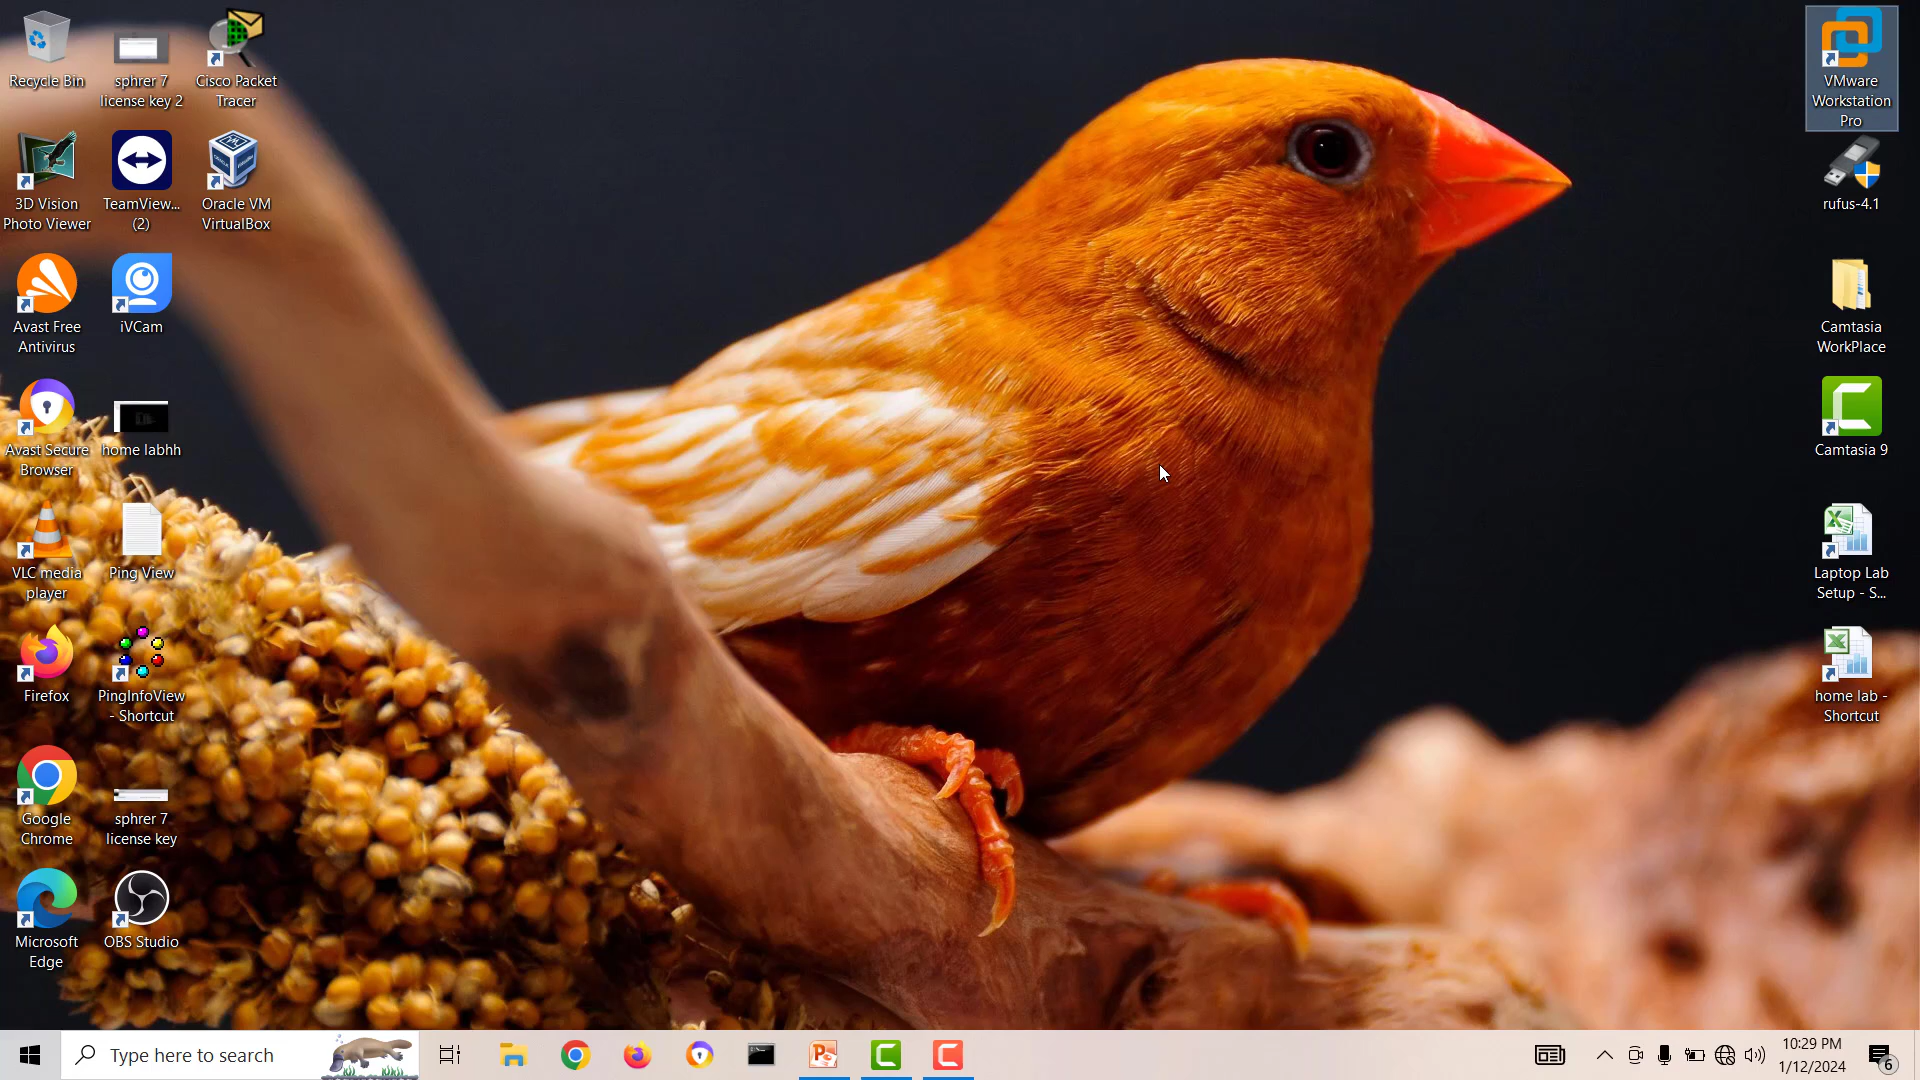 Recycle Bin
sphrer 7
license key 2
Cisco Packet
Tracer
3D Vision
Photo Viewer
TeamView...
(2)
Oracle VM
VirtualBox
Avast Free
Antivirus
iVCam
Avast Secure
Browser
home labhh
VLC media
player
Ping View
Firefox
PingInfoView
- Shortcut
Google
Chrome
sphrer 7
license key
Microsoft
Edge
OBS Studio
VMware
Workstation
Pro
rufus-4.1
Camtasia
WorkPlace
Camtasia 9
Laptop Lab
Setup - S...
home lab -
Shortcut
Type here to search
10:29 PM
1/12/2024
6